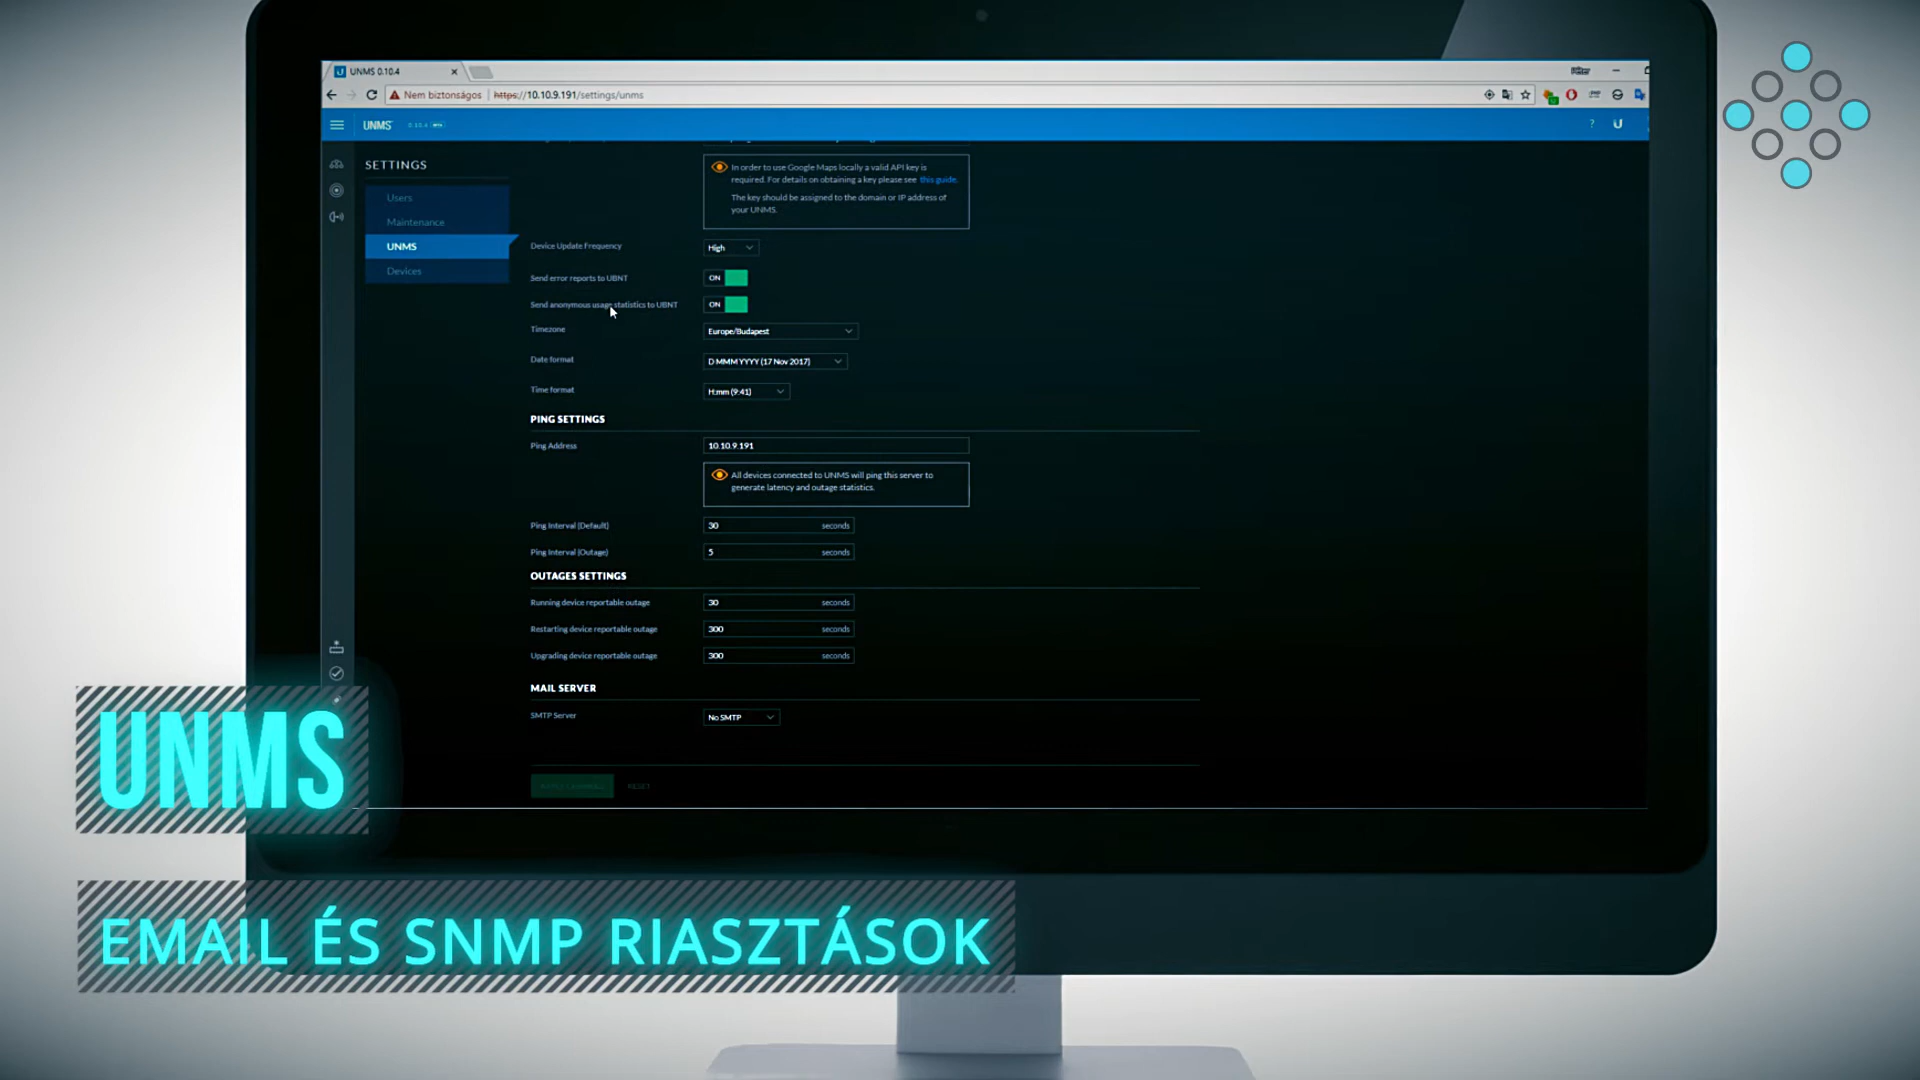 UNMS 0.10.4
Nem biztonságos https://10.10.9.191/settings/unms
UNMS 0.10.4 BETA
?
SETTINGS
Users
Maintenance
UNMS
Devices
In order to use Google Maps locally a valid API key is
required. For details on obtaining a key please see this guide.
The key should be assigned to the domain or IP address of
your UNMS.
Device Update Frequency High
Send error reports to UBNT ON
Send anonymous usage statistics to UBNT ON
Timezone Europe/Budapest
Date format D MMM YYYY (17 Nov 2017)
Time format H:mm (9:41)
PING SETTINGS
Ping Address 10.10.9.191
All devices connected to UNMS will ping this server to
generate latency and outage statistics.
Ping Interval (Default) 30 seconds
Ping Interval (Outage) 5 seconds
OUTAGES SETTINGS
Running device reportable outage 30 seconds
Restarting device reportable outage 300 seconds
Upgrading device reportable outage 300 seconds
MAIL SERVER
SMTP Server No SMTP
APPLY CHANGES RESET
UNMS
EMAIL ÉS SNMP RIASZTÁSOK